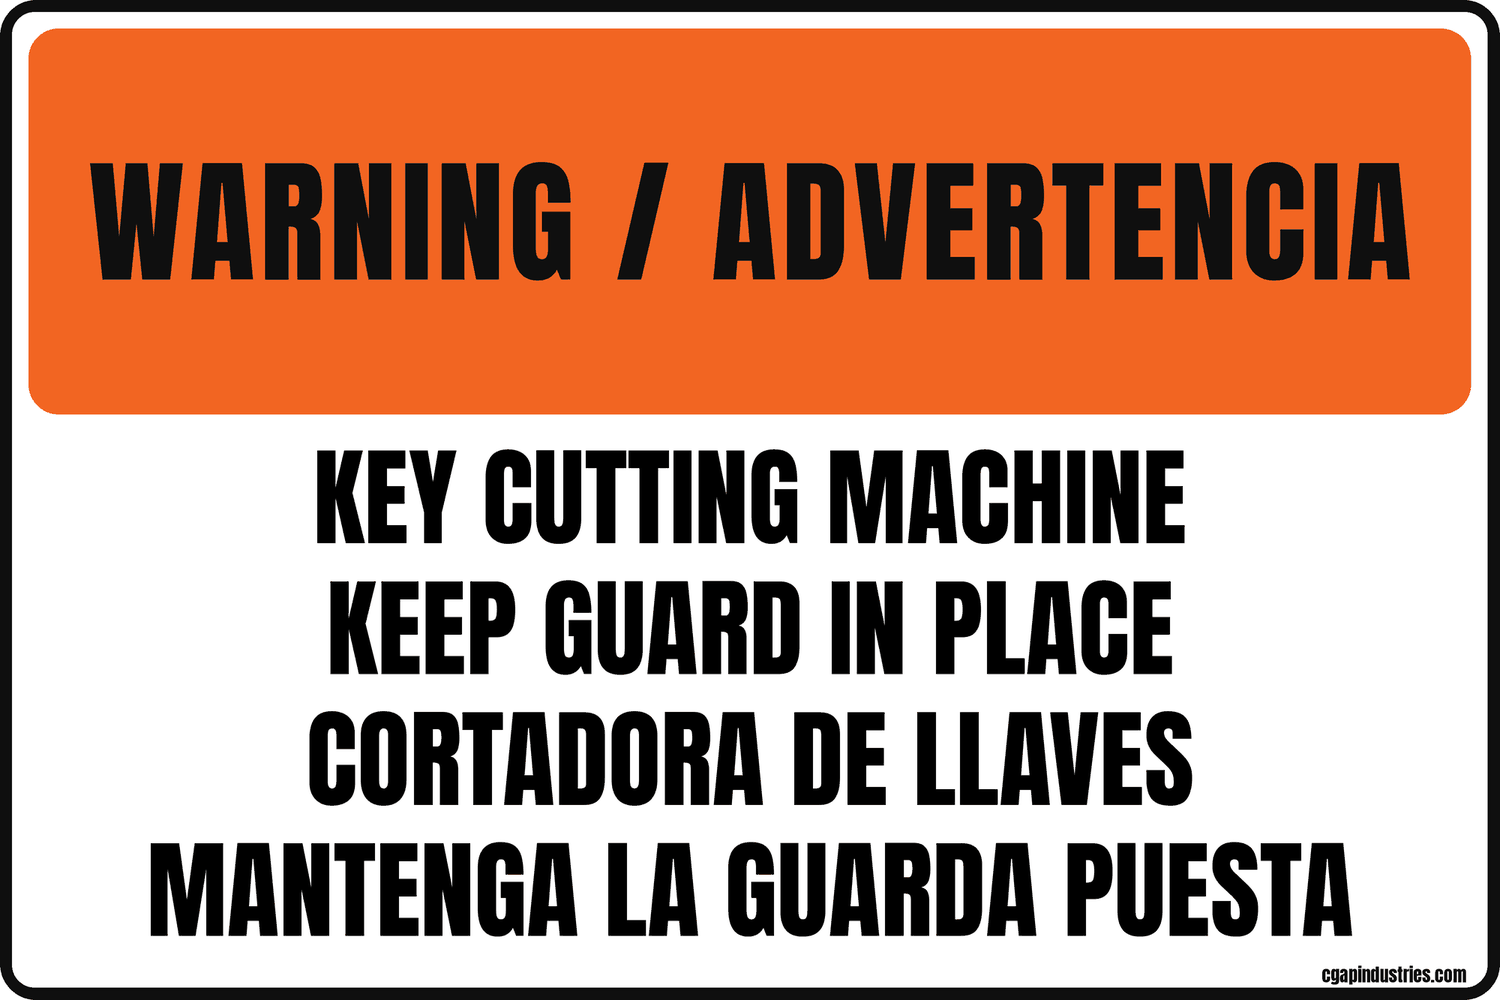 WARNING / ADVERTENCIA
KEY CUTTING MACHINE
KEEP GUARD IN PLACE
CORTADORA DE LLAVES
MANTENGA LA GUARDA PUESTA
cgapindustries.com